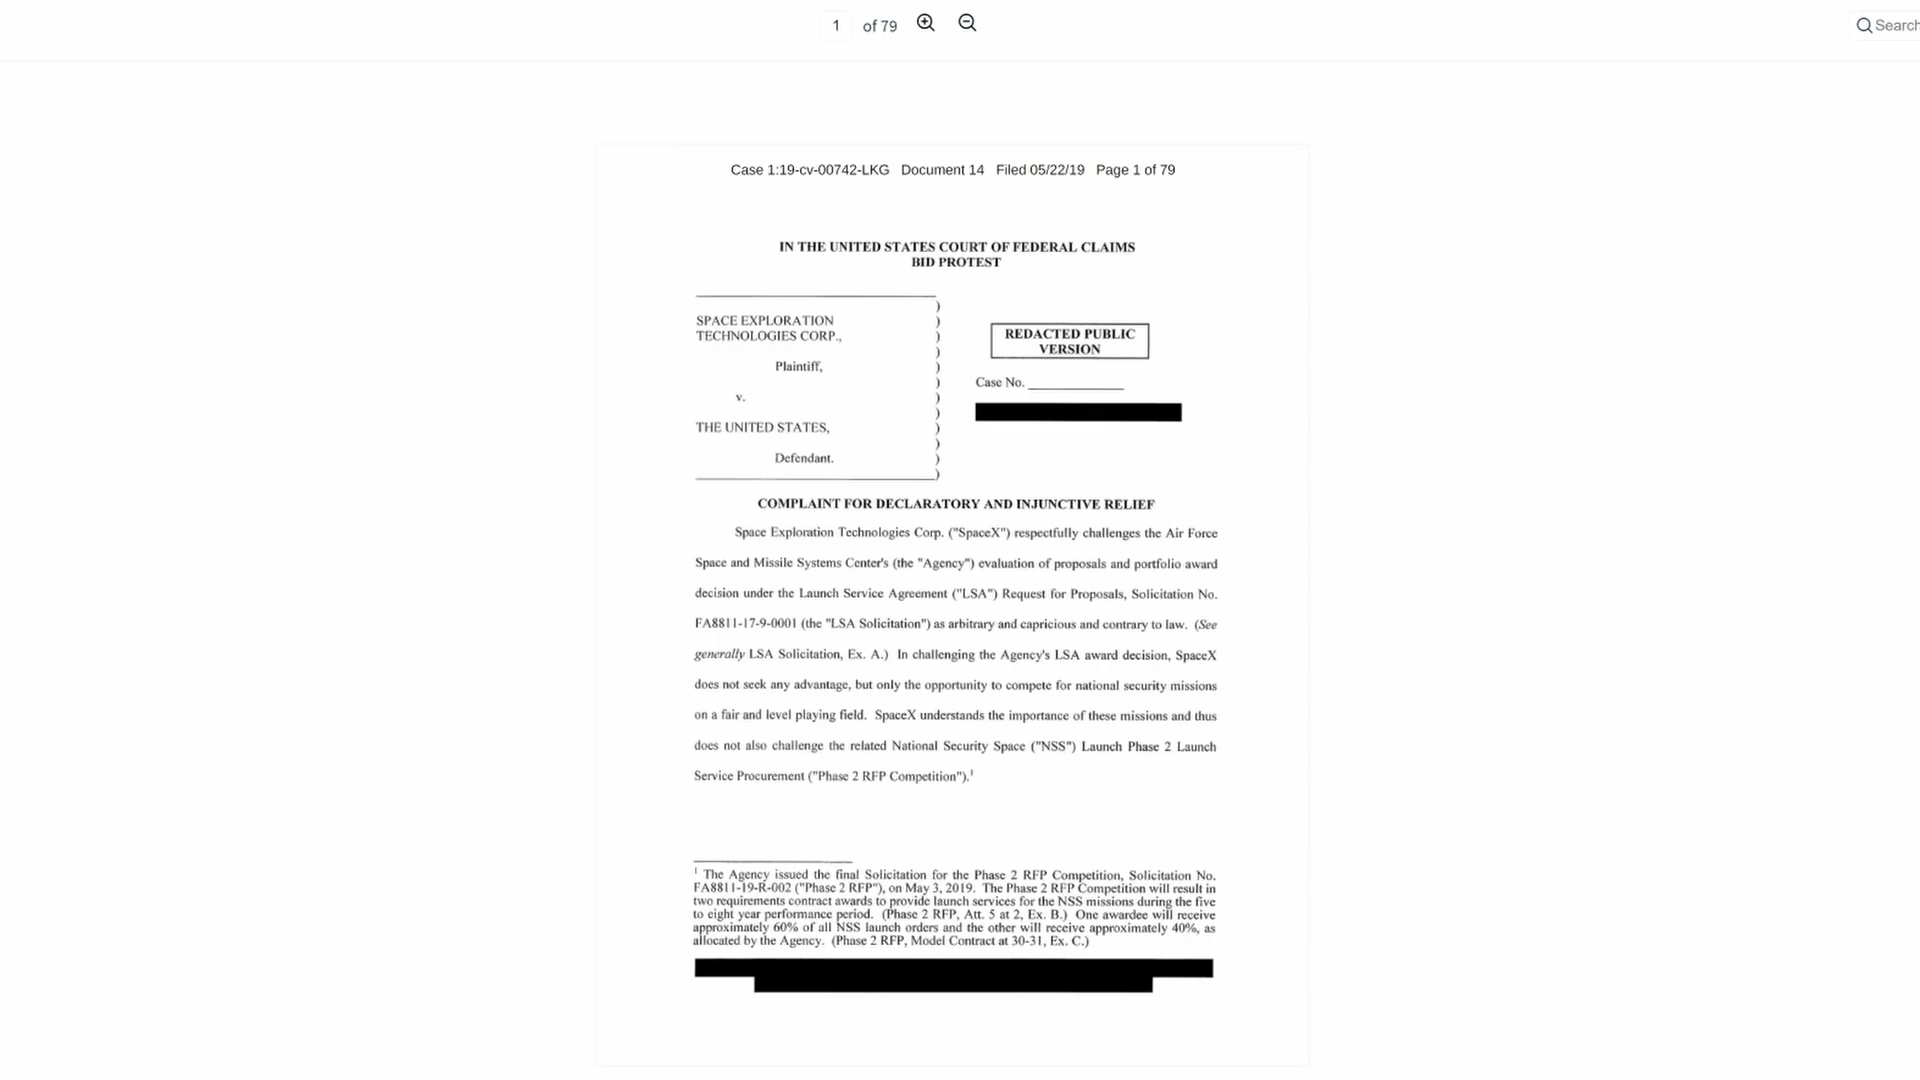 1 of 79
Search
Case 1:19-cv-00742-LKG Document 14 Filed 05/22/19 Page 1 of 79
IN THE UNITED STATES COURT OF FEDERAL CLAIMS
BID PROTEST
SPACE EXPLORATION
TECHNOLOGIES CORP.,
Plaintiff,
v.
THE UNITED STATES,
Defendant.
)
)
)
)
)
)
)
)
)
)
)
)
REDACTED PUBLIC
VERSION
Case No. ______________
COMPLAINT FOR DECLARATORY AND INJUNCTIVE RELIEF
Space Exploration Technologies Corp. ("SpaceX") respectfully challenges the Air Force
Space and Missile Systems Center's (the "Agency") evaluation of proposals and portfolio award
decision under the Launch Service Agreement ("LSA") Request for Proposals, Solicitation No.
FA8811-17-9-0001 (the "LSA Solicitation") as arbitrary and capricious and contrary to law. (See
generally LSA Solicitation, Ex. A.) In challenging the Agency's LSA award decision, SpaceX
does not seek any advantage, but only the opportunity to compete for national security missions
on a fair and level playing field. SpaceX understands the importance of these missions and thus
does not also challenge the related National Security Space ("NSS") Launch Phase 2 Launch
Service Procurement ("Phase 2 RFP Competition").1
1 The Agency issued the final Solicitation for the Phase 2 RFP Competition, Solicitation No.
FA8811-19-R-002 ("Phase 2 RFP"), on May 3, 2019. The Phase 2 RFP Competition will result in
two requirements contract awards to provide launch services for the NSS missions during the five
to eight year performance period. (Phase 2 RFP, Att. 5 at 2, Ex. B.) One awardee will receive
approximately 60% of all NSS launch orders and the other will receive approximately 40%, as
allocated by the Agency. (Phase 2 RFP, Model Contract at 30-31, Ex. C.)